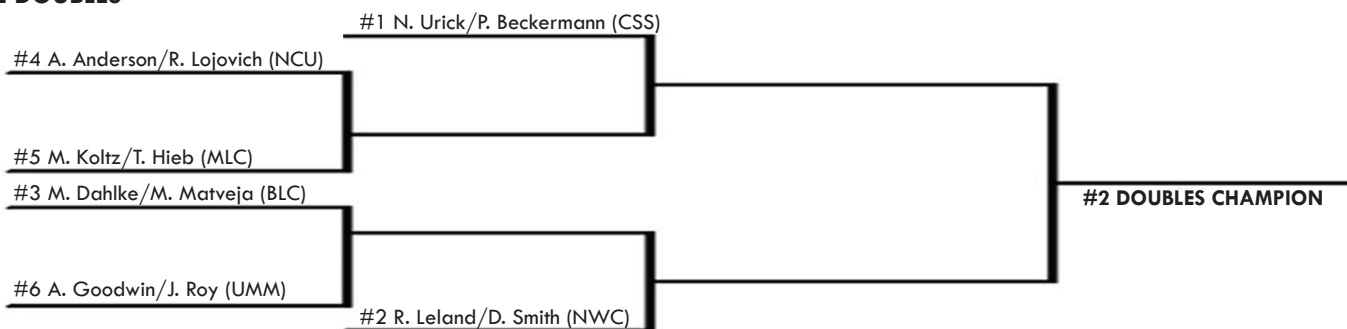 DOUBLES
#1 N. Urick/P. Beckermann (CSS)
#4 A. Anderson/R. Lojovich (NCU)
#5 M. Koltz/T. Hieb (MLC)
#3 M. Dahlke/M. Matveja (BLC)
#2 DOUBLES CHAMPION
#6 A. Goodwin/J. Roy (UMM)
#2 R. Leland/D. Smith (NWC)